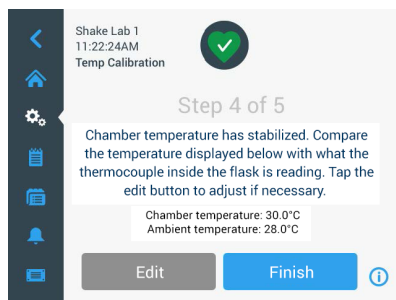 Shake Lab 1
11:22:24AM
Temp Calibration
Step 4 of 5
Chamber temperature has stabilized. Compare
the temperature displayed below with what the
thermocouple inside the flask is reading. Tap the
edit button to adjust if necessary.
Chamber temperature: 30.0°C
Ambient temperature: 28.0°C
Edit
Finish